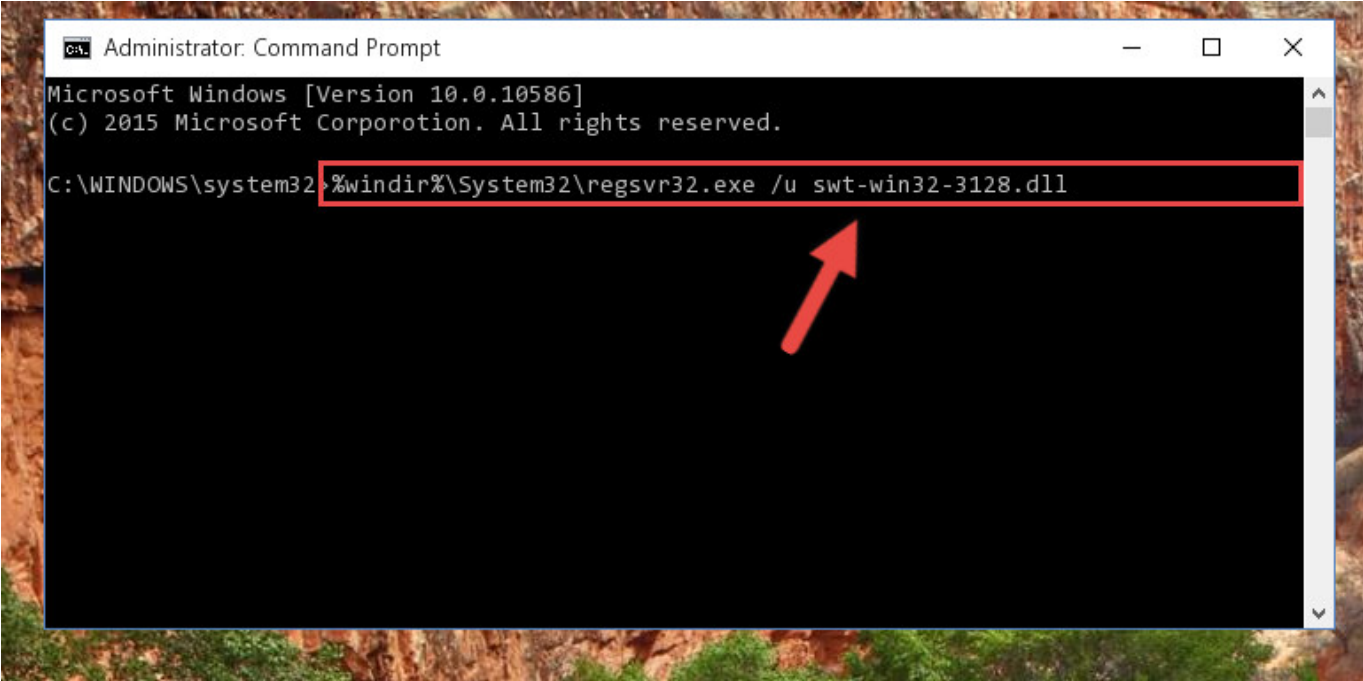 Administrator: Command Prompt
Microsoft Windows [Version 10.0.10586]
(c) 2015 Microsoft Corporotion. All rights reserved.
C:\WINDOWS\system32>%windir%\System32\regsvr32.exe /u swt-win32-3128.dll